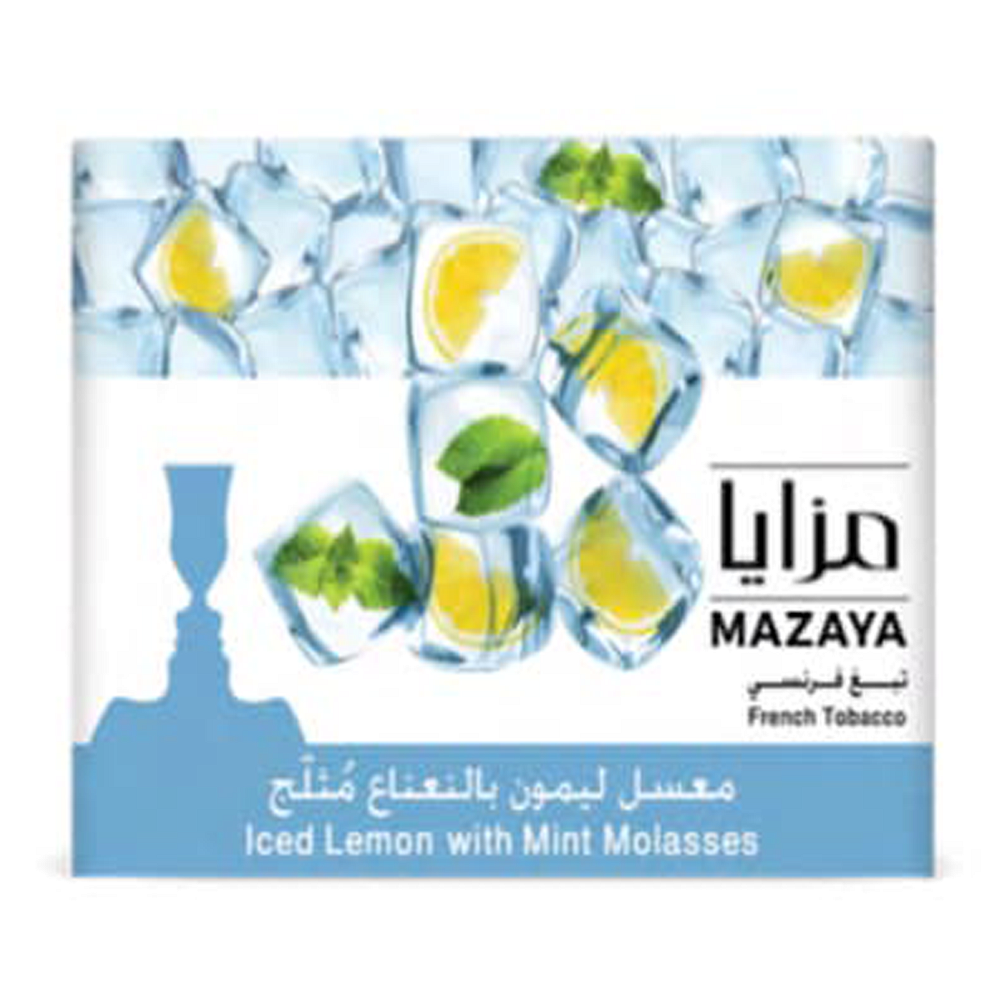 مزايا
MAZAYA
تبغ فرنسي
French Tobacco
معسل ليمون بالنعناع مُثلّج
Iced Lemon with Mint Molasses